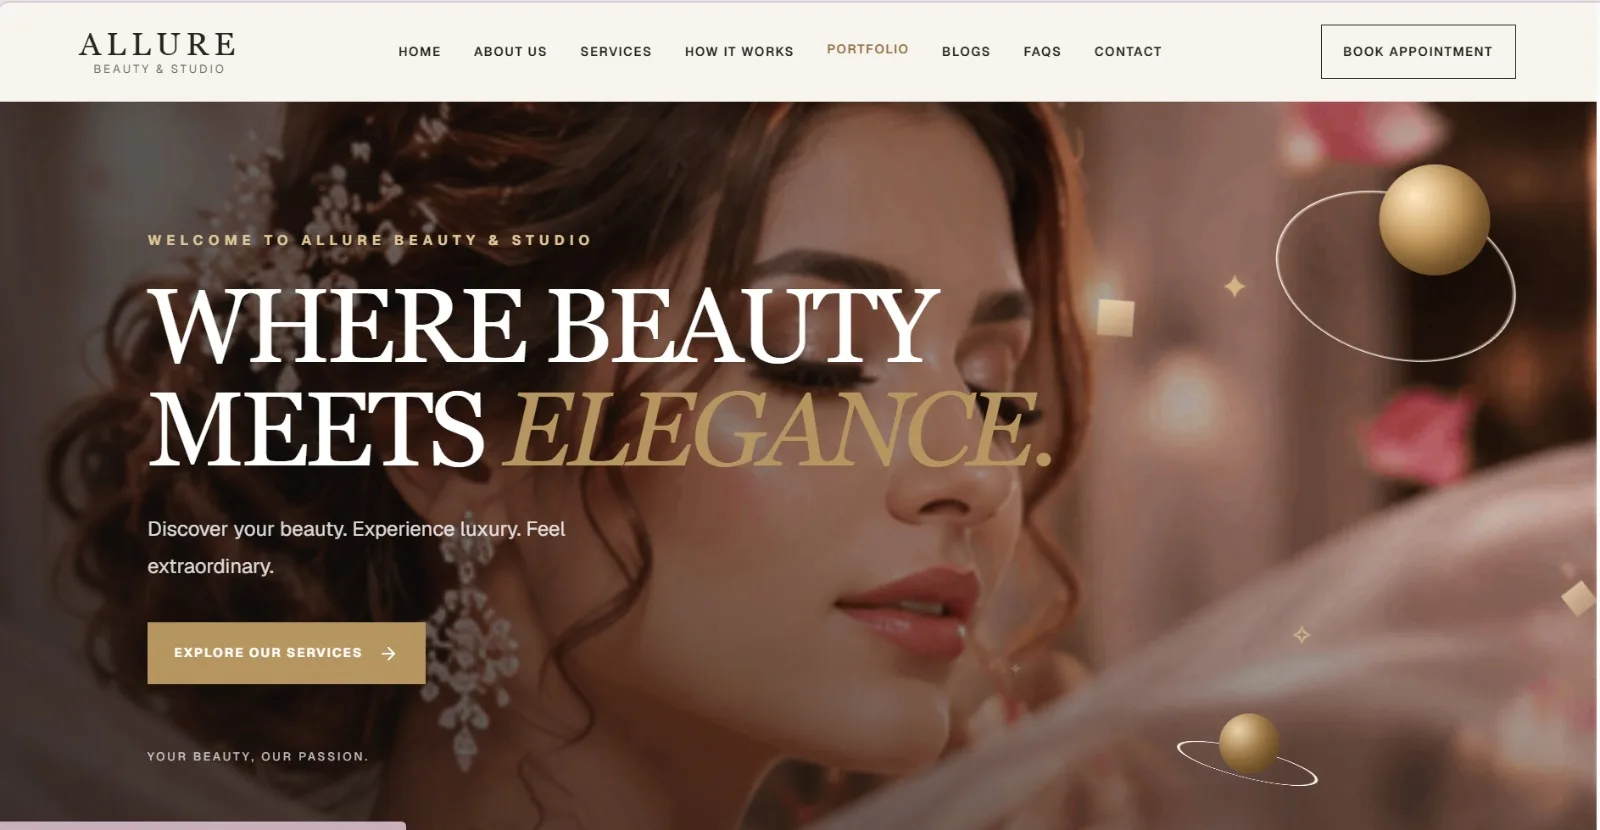 ALLURE
BEAUTY & STUDIO
HOME ABOUT US SERVICES HOW IT WORKS PORTFOLIO BLOGS FAQS CONTACT
BOOK APPOINTMENT
WELCOME TO ALLURE BEAUTY & STUDIO
WHERE BEAUTY
MEETS ELEGANCE.
Discover your beauty. Experience luxury. Feel
extraordinary.
EXPLORE OUR SERVICES →
YOUR BEAUTY, OUR PASSION.